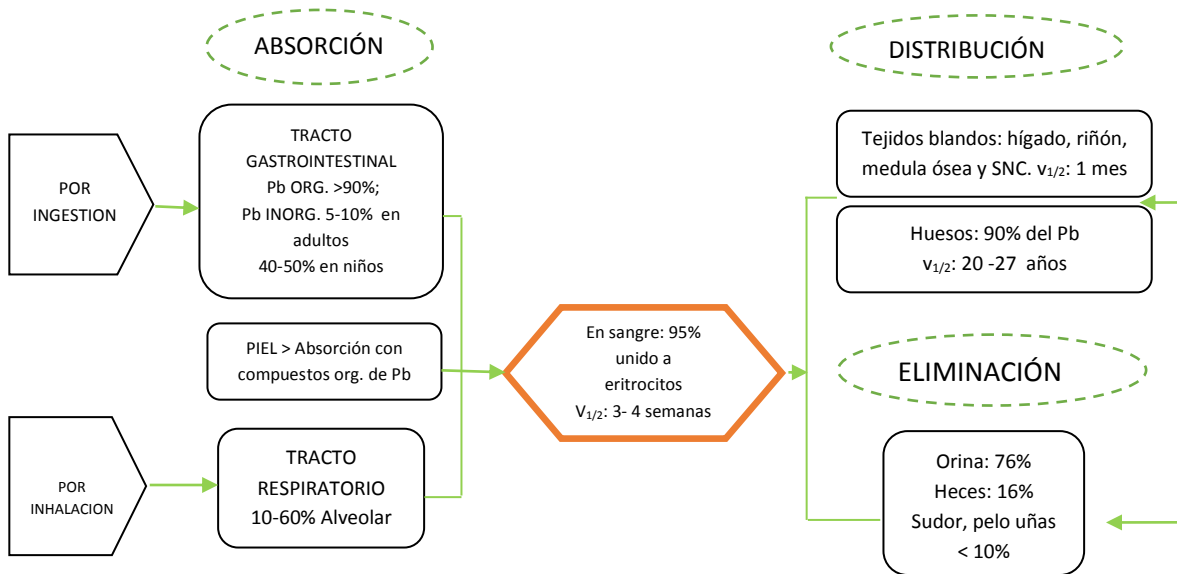 ABSORCIÓN
POR
INGESTION
TRACTO
GASTROINTESTINAL
Pb ORG. >90%;
Pb INORG. 5-10% en
adultos
40-50% en niños
PIEL > Absorción con
compuestos org. de Pb
POR
INHALACION
TRACTO
RESPIRATORIO
10-60% Alveolar
En sangre: 95%
unido a
eritrocitos
V1/2: 3- 4 semanas
DISTRIBUCIÓN
Tejidos blandos: hígado, riñón,
medula ósea y SNC. v1/2: 1 mes
Huesos: 90% del Pb
v1/2: 20 -27 años
ELIMINACIÓN
Orina: 76%
Heces: 16%
Sudor, pelo uñas
< 10%